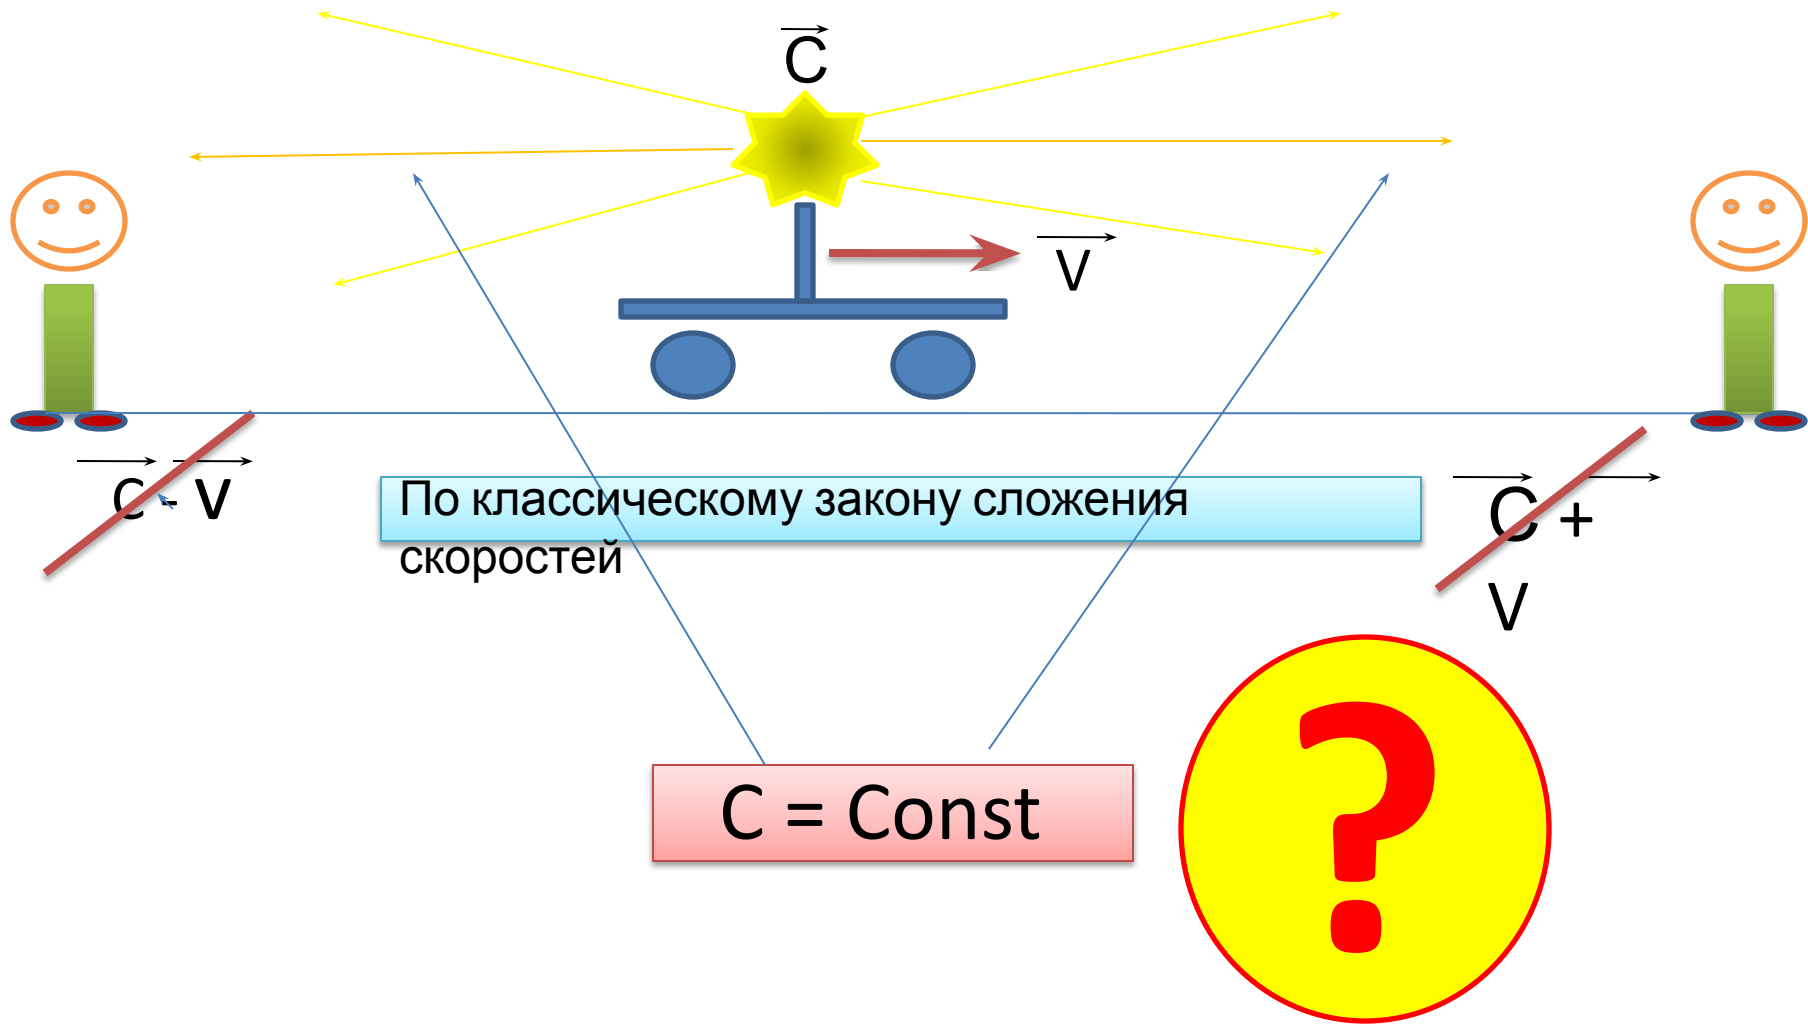 C
V
C - V
По классическому закону сложения
скоростей
C +
V
C = Const
?